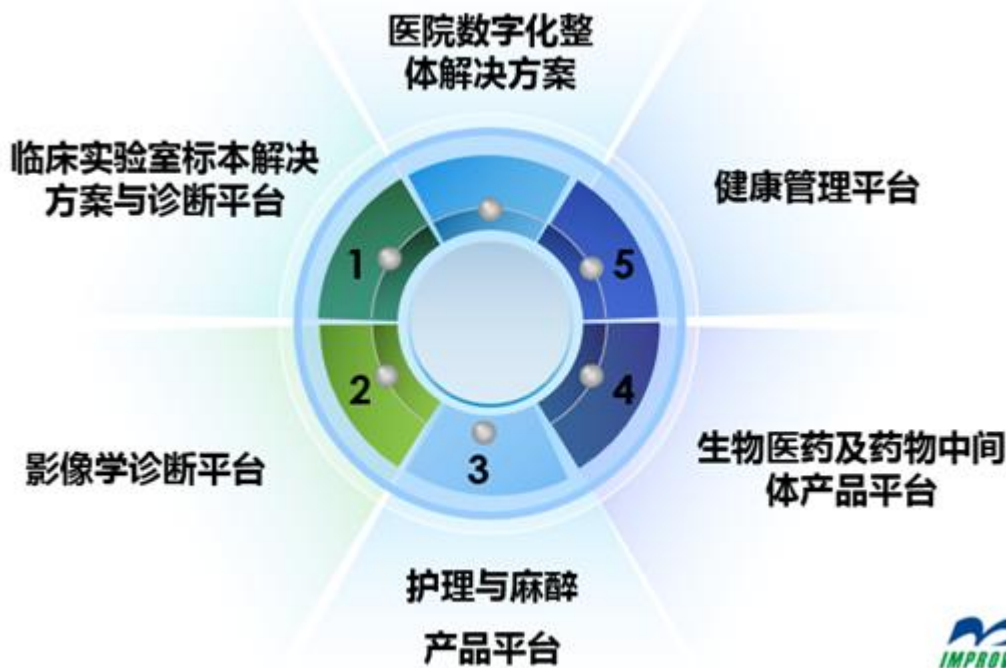 医院数字化整
体解决方案
临床实验室标本解决
方案与诊断平台
健康管理平台
1
5
2
4
3
影像学诊断平台
生物医药及药物中间
体产品平台
护理与麻醉
产品平台